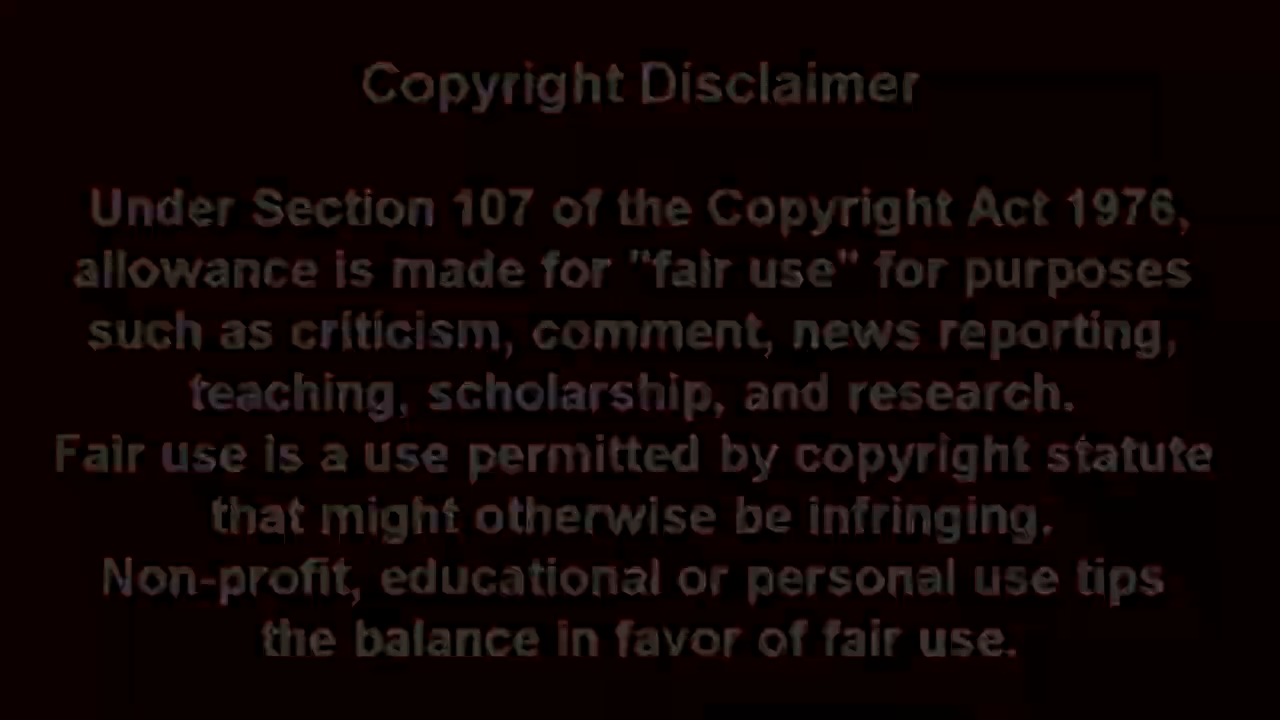 Copyright Disclaimer
Under Section 107 of the Copyright Act 1976,
allowance is made for "fair use" for purposes
such as criticism, comment, news reporting,
teaching, scholarship, and research.
Fair use is a use permitted by copyright statute
that might otherwise be infringing.
Non-profit, educational or personal use tips
the balance in favor of fair use.